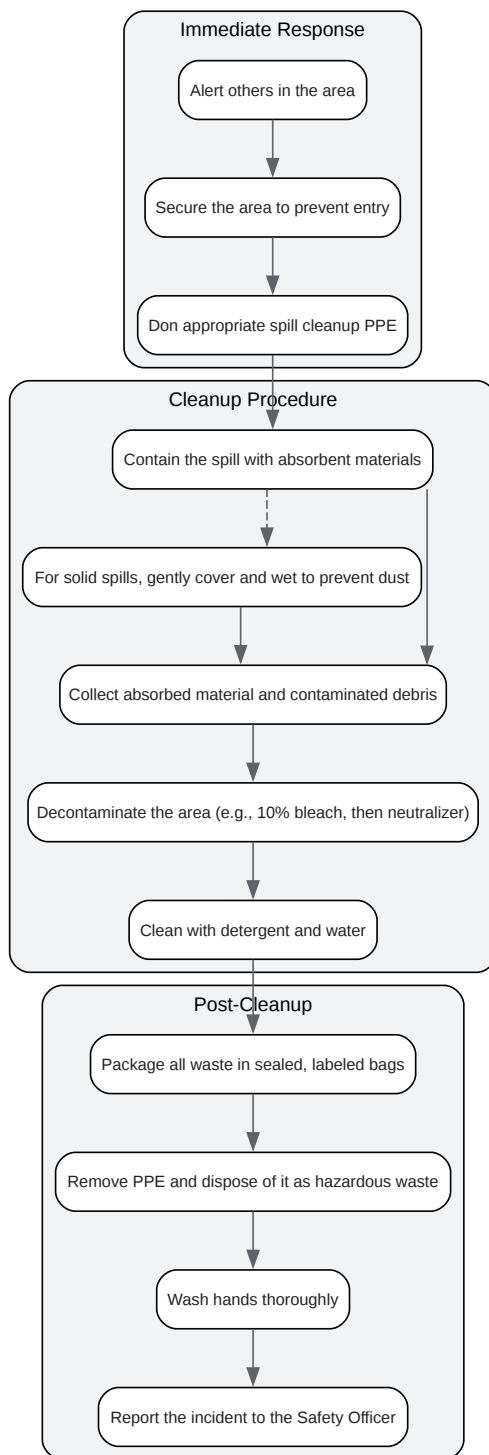 Immediate Response
Alert others in the area
Secure the area to prevent entry
Don appropriate spill cleanup PPE
Cleanup Procedure
Contain the spill with absorbent materials
For solid spills, gently cover and wet to prevent dust
Collect absorbed material and contaminated debris
Decontaminate the area (e.g., 10% bleach, then neutralizer)
Clean with detergent and water
Post-Cleanup
Package all waste in sealed, labeled bags
Remove PPE and dispose of it as hazardous waste
Wash hands thoroughly
Report the incident to the Safety Officer